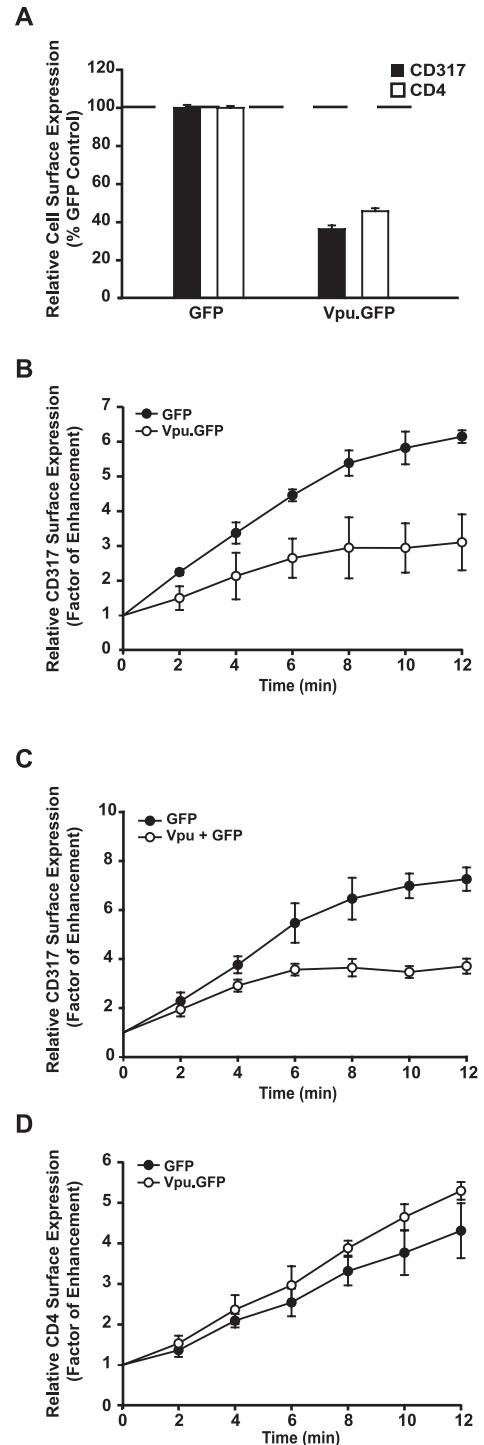 A
Relative Cell Surface Expression
(% GFP Control)
120
100
80
60
40
20
0
CD317
CD4
GFP
Vpu.GFP
B
Relative CD317 Surface Expression
(Factor of Enhancement)
7
6
5
4
3
2
1
0
GFP
Vpu.GFP
0 2 4 6 8 10 12
Time (min)
C
Relative CD317 Surface Expression
(Factor of Enhancement)
10
8
6
4
2
0
GFP
Vpu + GFP
0 2 4 6 8 10 12
Time (min)
D
Relative CD4 Surface Expression
(Factor of Enhancement)
6
5
4
3
2
1
0
GFP
Vpu.GFP
0 2 4 6 8 10 12
Time (min)